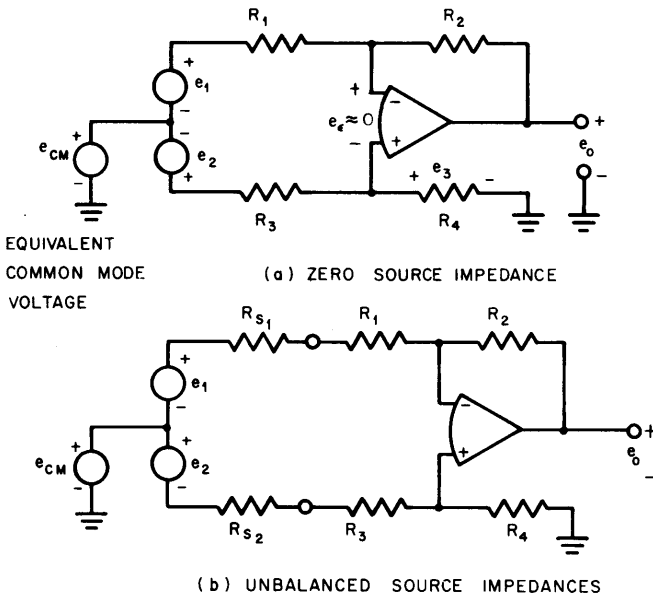 R1 R2
+
e1
-
+ -
eCM e2
- +
+
-
eε≈0
-
+
+
eo
-
+ e3 -
R3 R4
EQUIVALENT
COMMON MODE
VOLTAGE
(a) ZERO SOURCE IMPEDANCE
RS1 R1 R2
+
e1
-
+ +
eCM e2
- -
-
+
+
eo
-
RS2 R3 R4
(b) UNBALANCED SOURCE IMPEDANCES